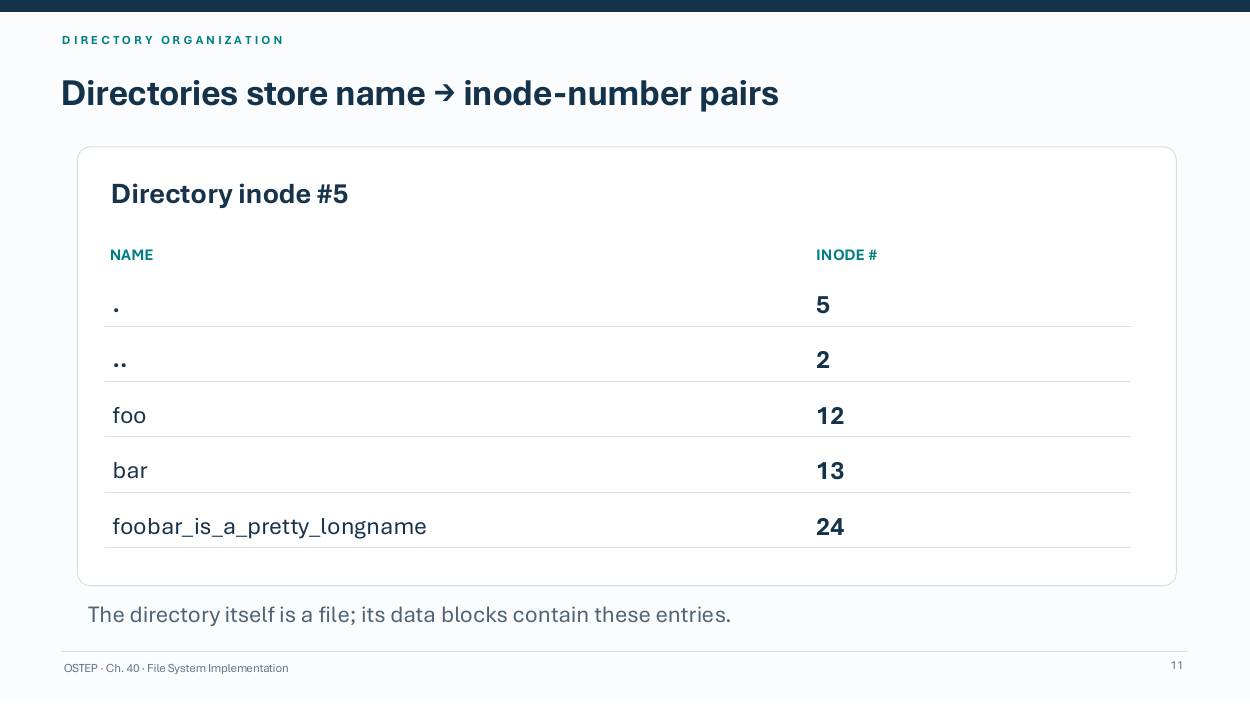 DIRECTORY ORGANIZATION
Directories store name → inode-number pairs
Directory inode #5
NAME INODE #
. 5
.. 2
foo 12
bar 13
foobar_is_a_pretty_longname 24
The directory itself is a file; its data blocks contain these entries.
OSTEP · Ch. 40 · File System Implementation 11